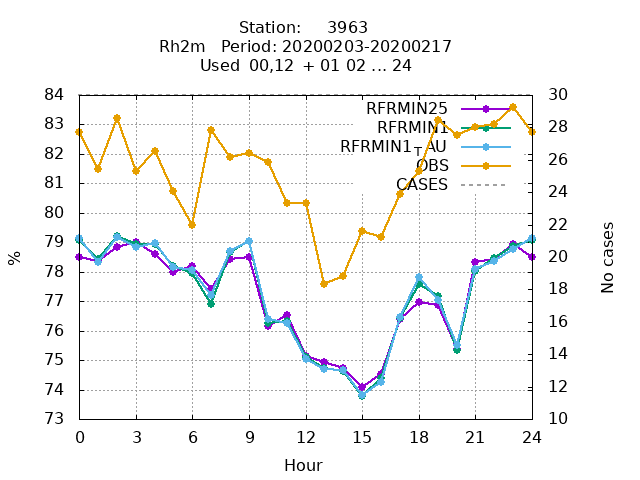 Station: 3963
Rh2m Period: 20200203-20200217
Used 00,12 + 01 02 ... 24
84 30
RFRMIN25
83 28
RFRMIN1
82 RFRMIN1_TAU 26
OBS
81 CASES 24
80 22
79 20
78 18
77 16
76 14
75 12
74
73 10
%
No cases
0 3 6 9 12 15 18 21 24
Hour